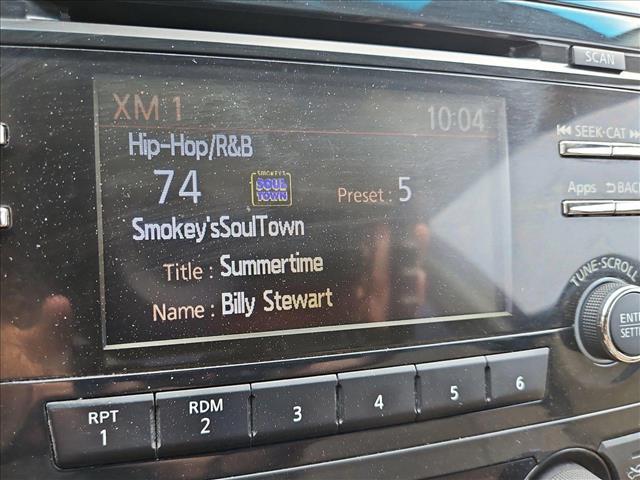 SCAN
XM 1 10:04
Hip-Hop/R&B
SEEK·CAT
74 SMOKEYS SOUL TOWN Preset : 5
Apps BACK
Smokey'sSoulTown
Title : Summertime
TUNE·SCROLL
Name : Billy Stewart
RPT 1
RDM 2
3
4
5
6